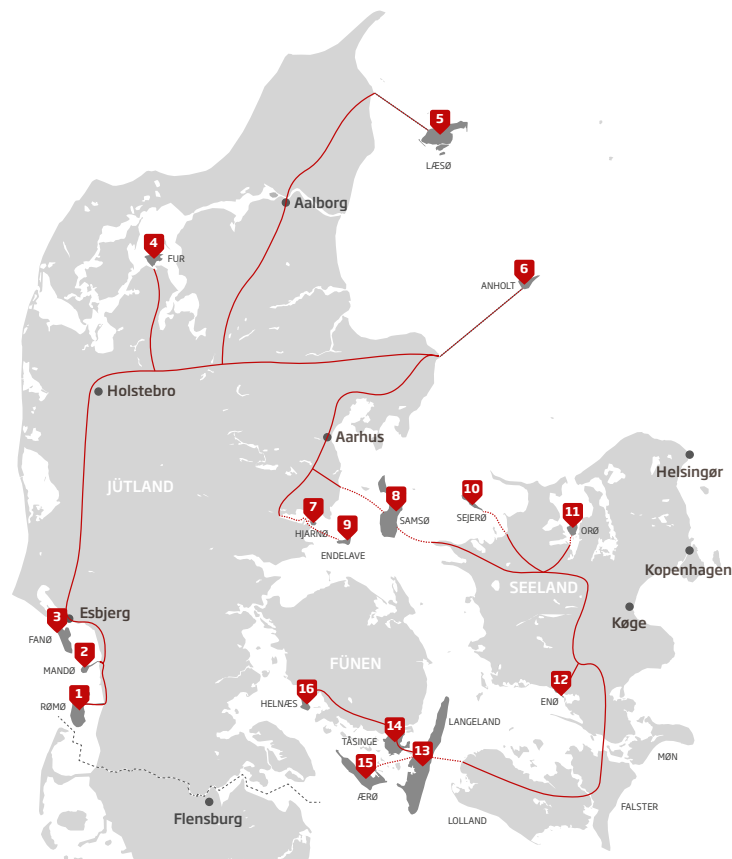 5
LÆSØ
Aalborg
4
FUR
6
ANHOLT
Holstebro
Aarhus
Helsingør
JÜTLAND
10
SEJERØ
8
SAMSØ
7
HJARNØ
11
ORØ
9
ENDELAVE
Kopenhagen
SEELAND
Esbjerg
3
FANØ
Køge
2
MANDØ
FÜNEN
1
RØMØ
16
HELNÆS
12
ENØ
LANGELAND
14
TÅSINGE
13
MØN
15
ÆRØ
FALSTER
LOLLAND
Flensburg